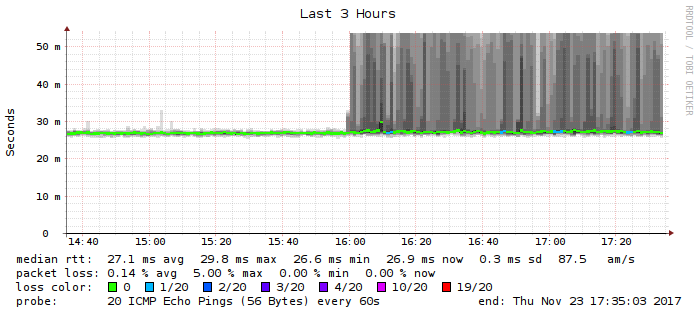 Last 3 Hours
RRDTOOL / TOBI OETIKER
Seconds
50 m
40 m
30 m
20 m
10 m
0
14:40 15:00 15:20 15:40 16:00 16:20 16:40 17:00 17:20
median rtt: 27.1 ms avg 29.8 ms max 26.6 ms min 26.9 ms now 0.3 ms sd 87.5 am/s
packet loss: 0.14 % avg 5.00 % max 0.00 % min 0.00 % now
loss color: 0 1/20 2/20 3/20 4/20 10/20 19/20
probe: 20 ICMP Echo Pings (56 Bytes) every 60s end: Thu Nov 23 17:35:03 2017